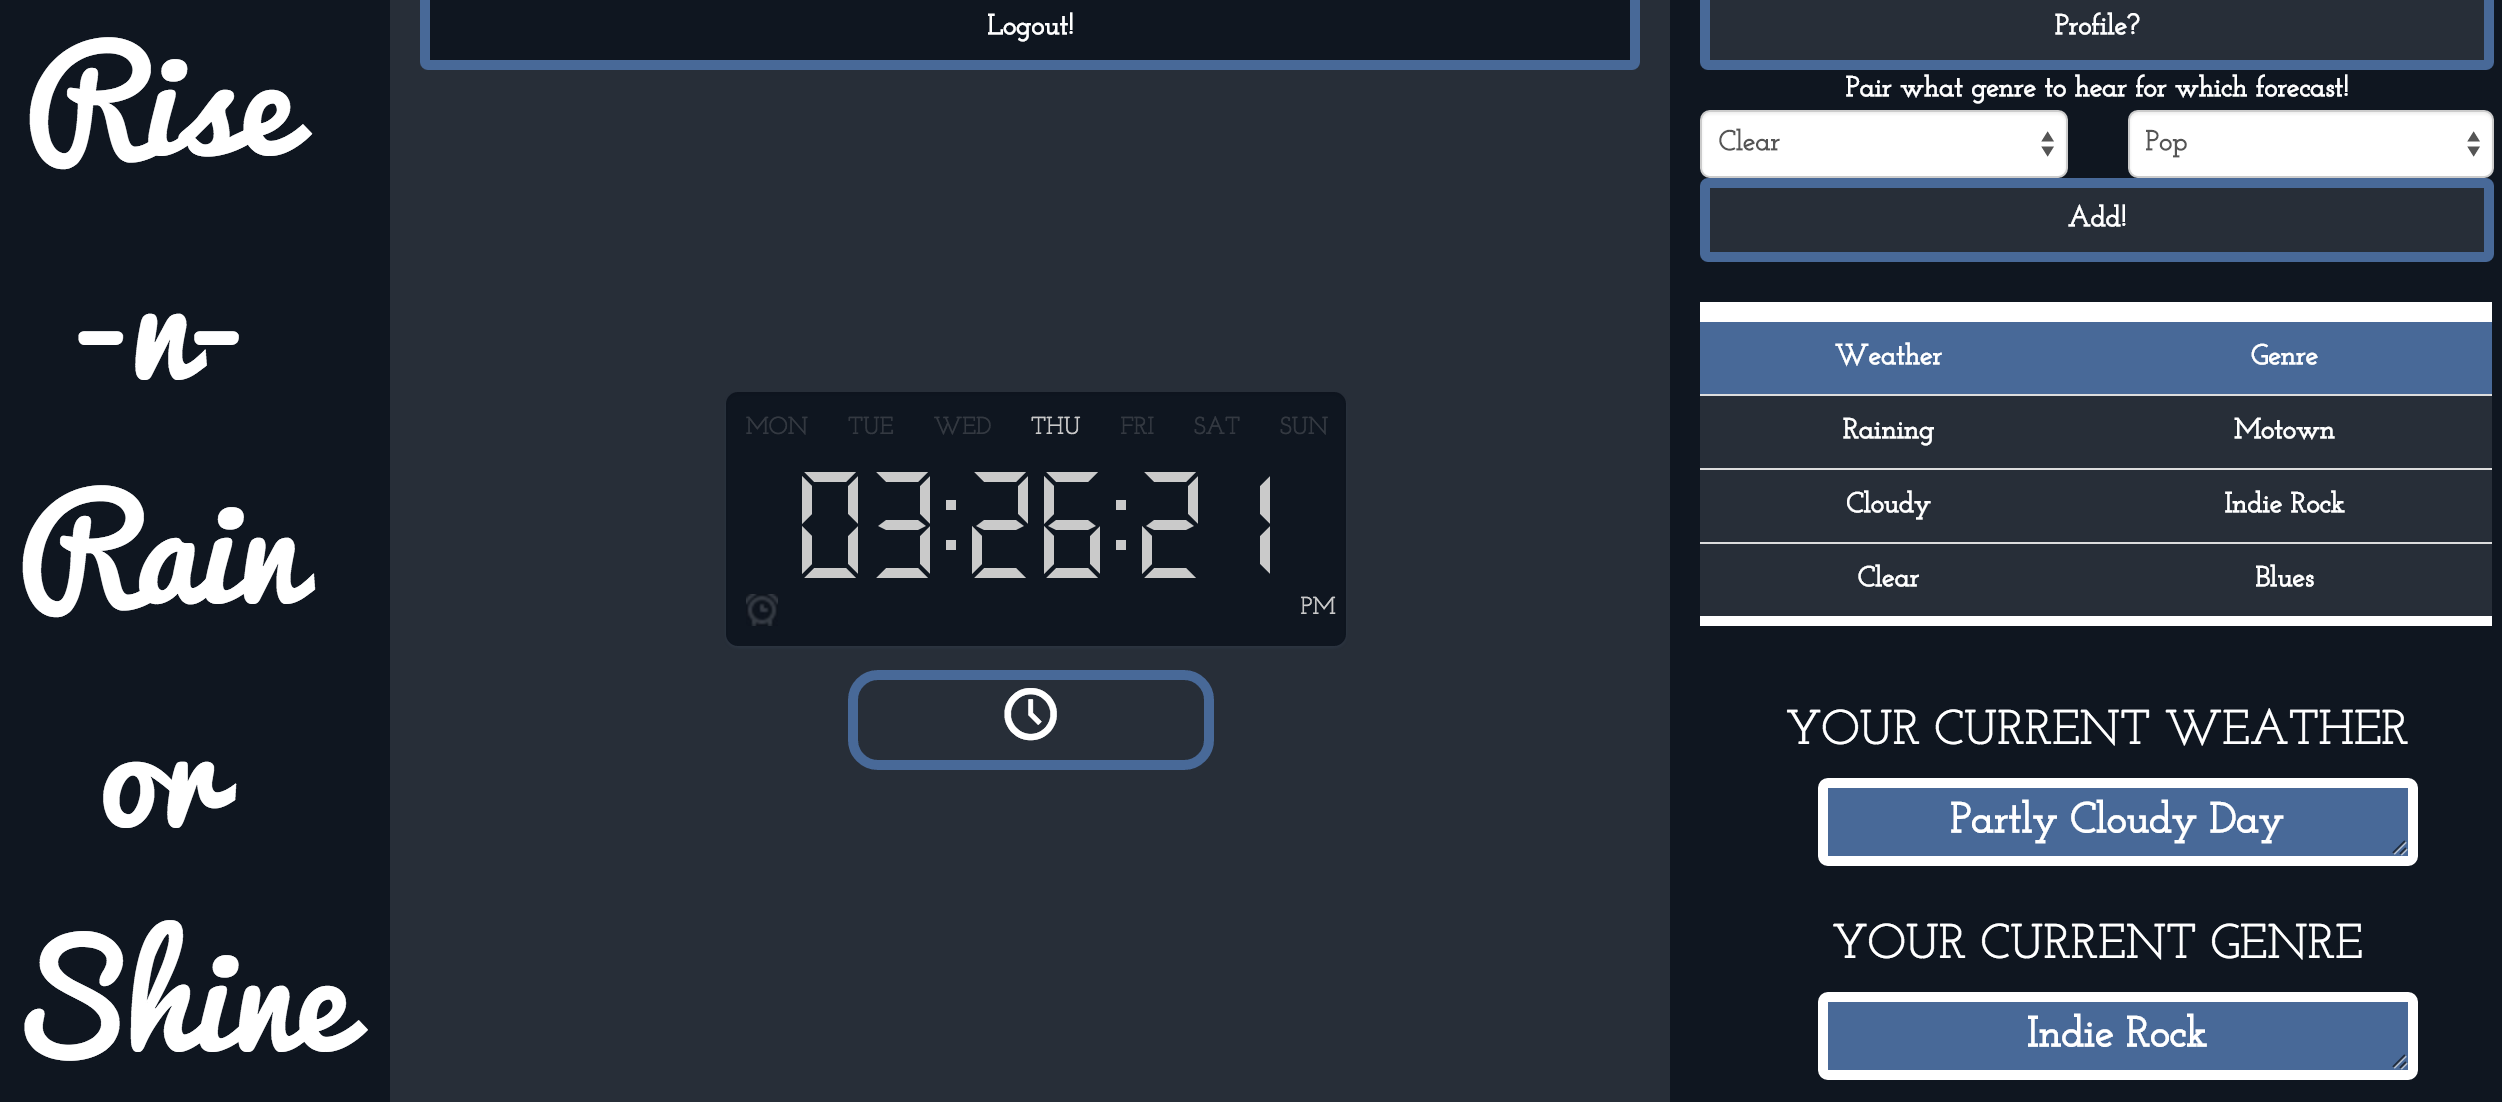 Rise
-n-
Rain
or
Shine
Logout!
MON TUE WED THU FRI SAT SUN
03:26:21
PM
Profile?
Pair what genre to hear for which forecast!
Clear Pop
Add!
Weather Genre
Raining Motown
Cloudy Indie Rock
Clear Blues
YOUR CURRENT WEATHER
Partly Cloudy Day
YOUR CURRENT GENRE
Indie Rock